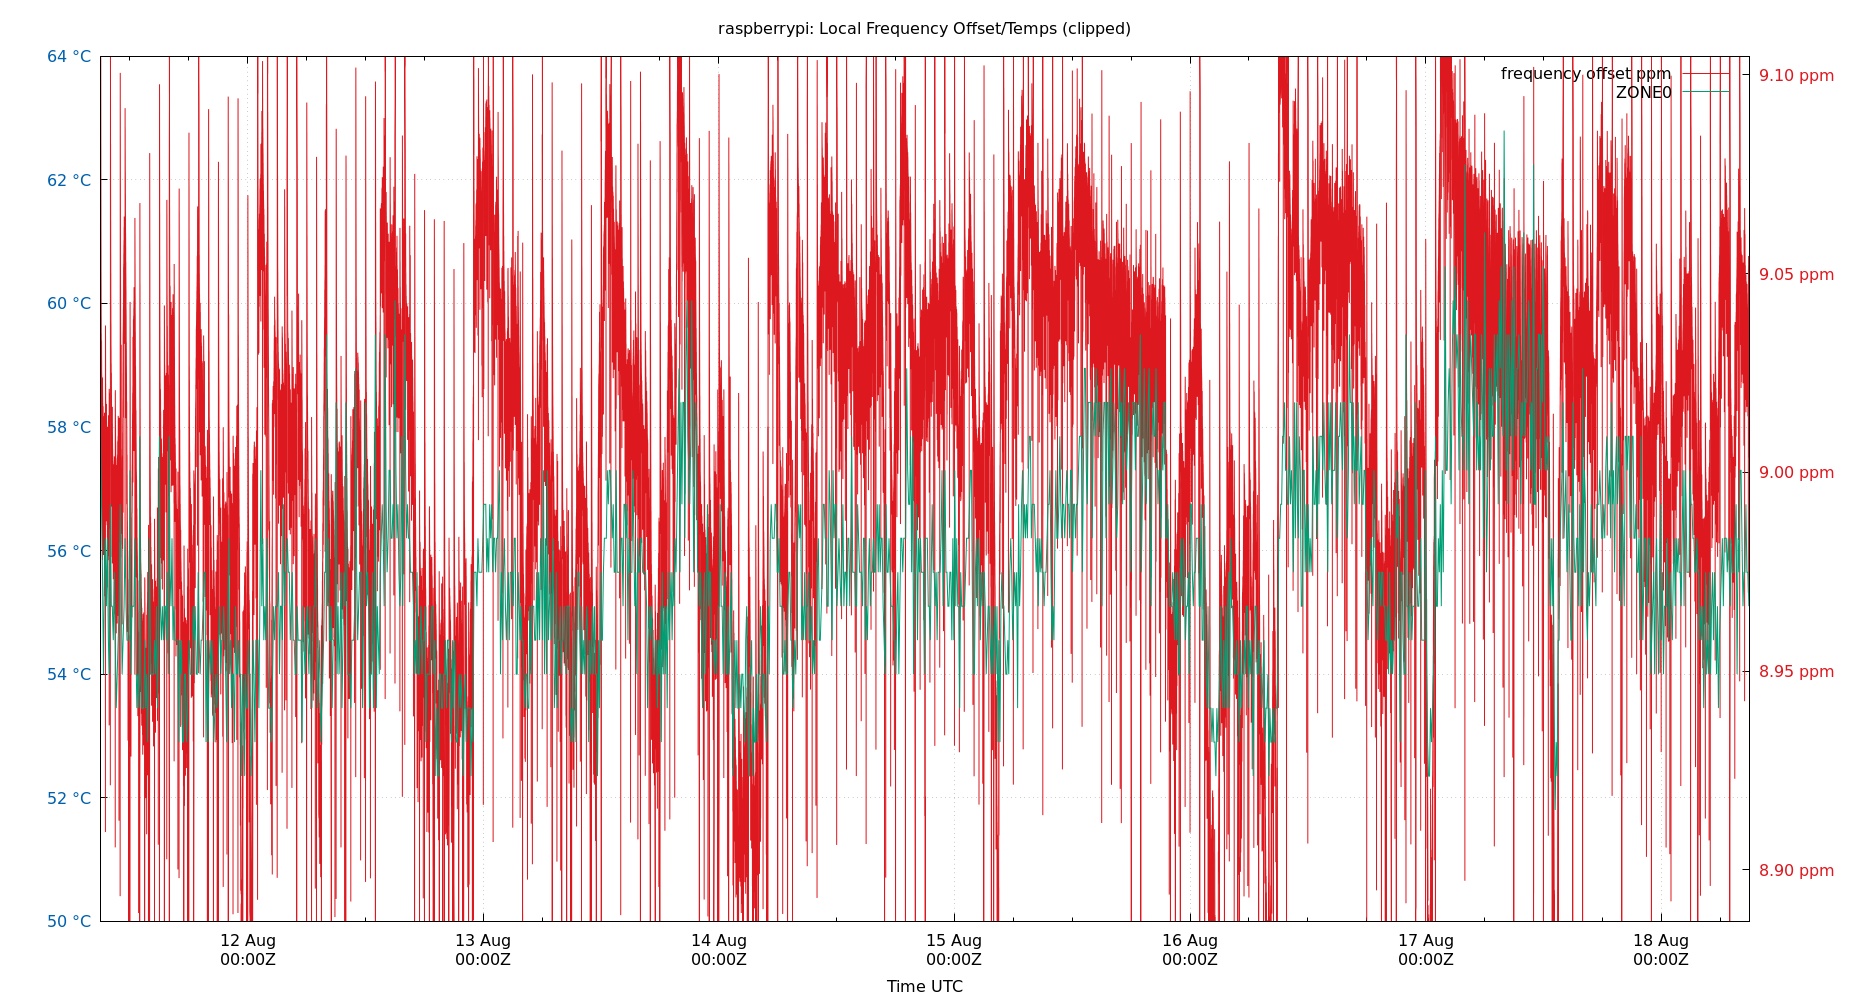 raspberrypi: Local Frequency Offset/Temps (clipped)
64 °C
62 °C
60 °C
58 °C
56 °C
54 °C
52 °C
50 °C
frequency offset ppm
ZONE0
9.10 ppm
9.05 ppm
9.00 ppm
8.95 ppm
8.90 ppm
12 Aug
00:00Z
13 Aug
00:00Z
14 Aug
00:00Z
15 Aug
00:00Z
16 Aug
00:00Z
17 Aug
00:00Z
18 Aug
00:00Z
Time UTC